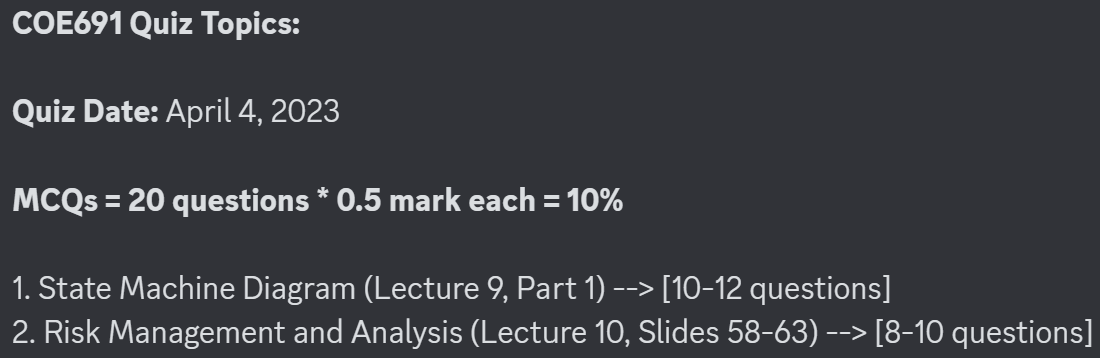 COE691 Quiz Topics:
Quiz Date: April 4, 2023
MCQs = 20 questions * 0.5 mark each = 10%
1. State Machine Diagram (Lecture 9, Part 1) --> [10-12 questions]
2. Risk Management and Analysis (Lecture 10, Slides 58-63) --> [8-10 questions]